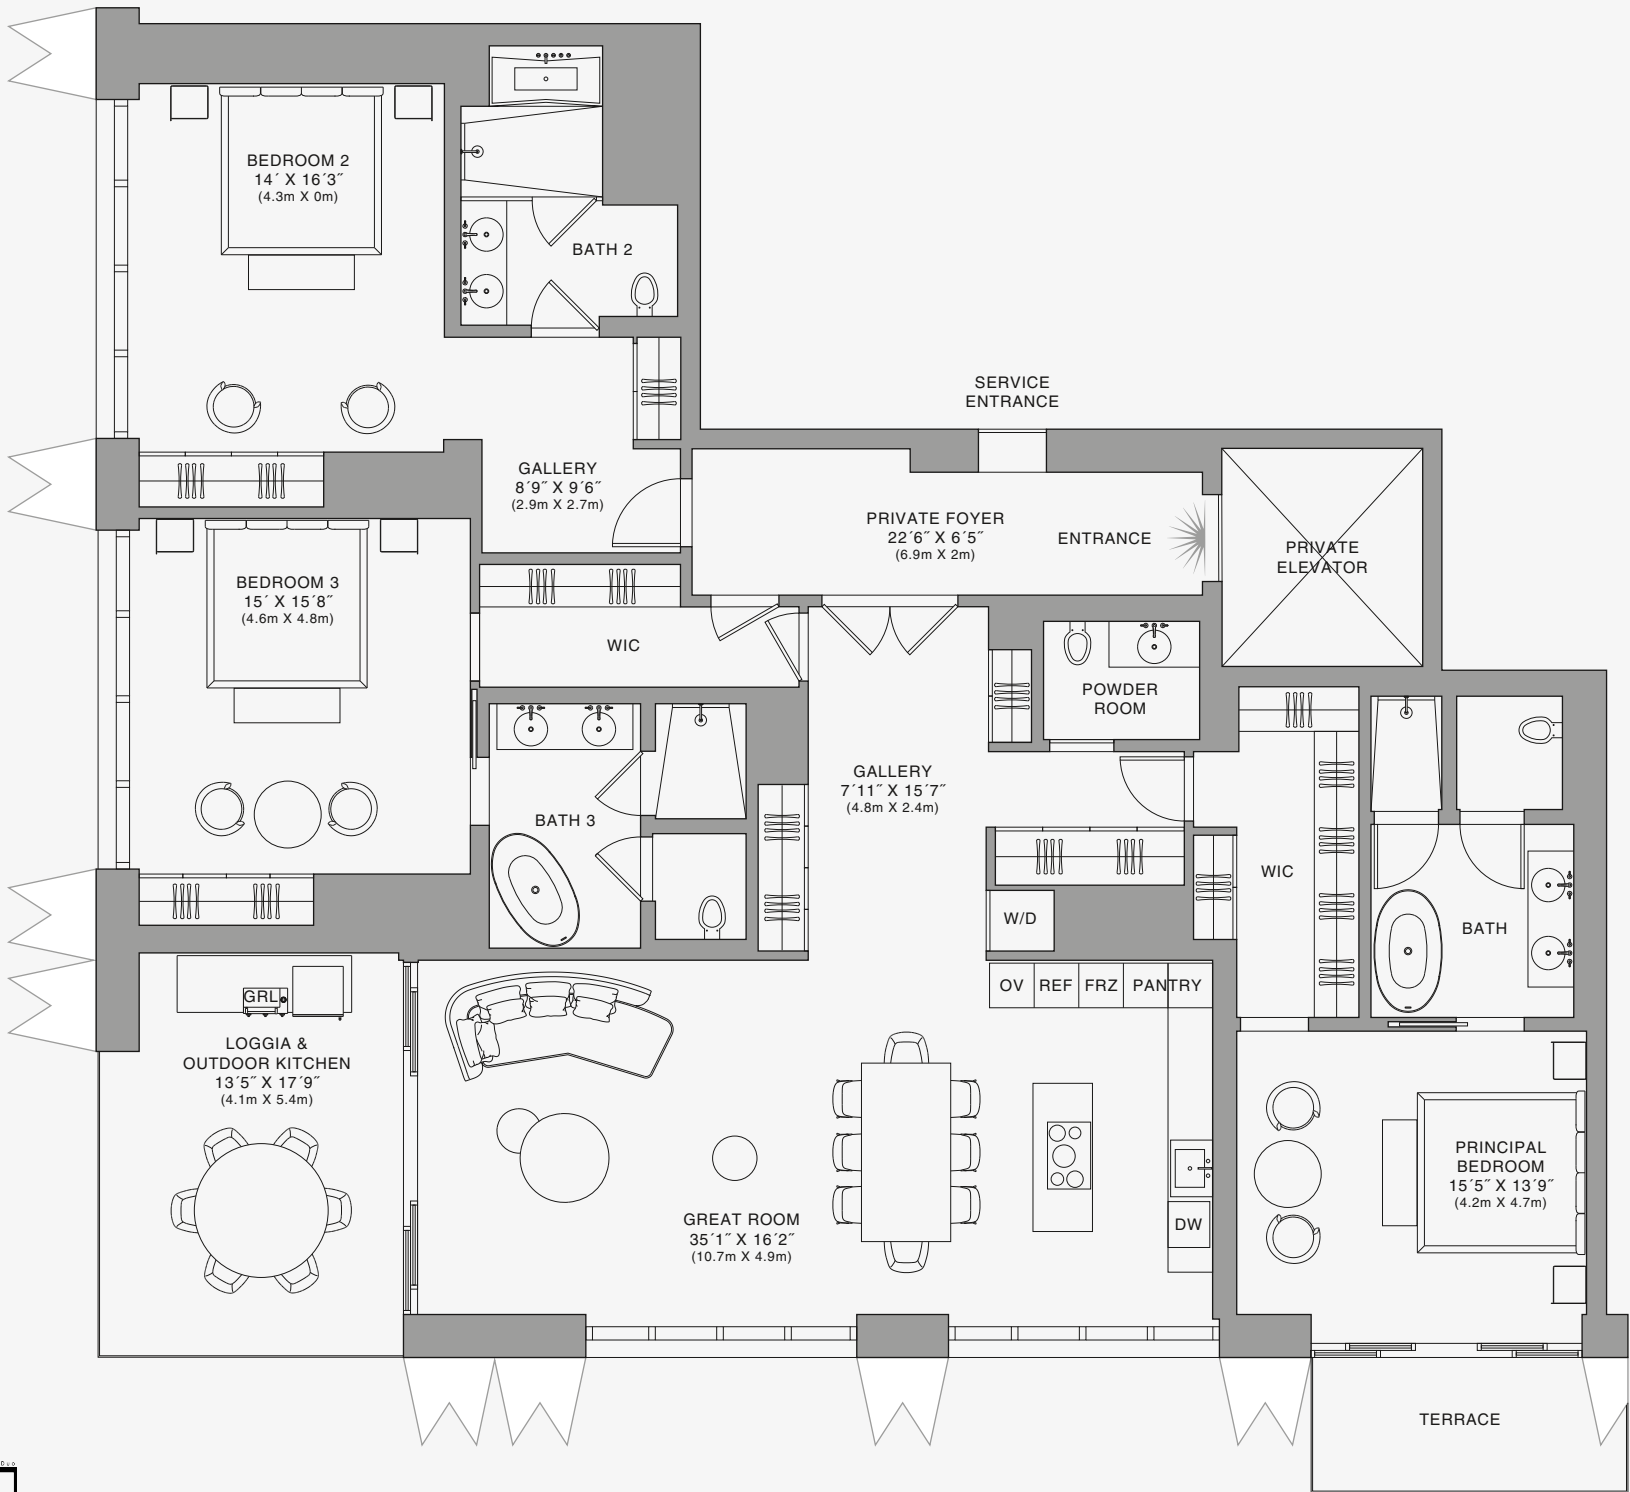 BEDROOM 2
14´ X 16´3˝
(4.3m X 0m)
BATH 2
SERVICE
ENTRANCE
GALLERY
8´9˝ X 9´6˝
(2.9m X 2.7m)
PRIVATE FOYER
22´6˝ X 6´5˝
(6.9m X 2m)
ENTRANCE
PRIVATE
ELEVATOR
BEDROOM 3
15´ X 15´8˝
(4.6m X 4.8m)
WIC
POWDER
ROOM
GALLERY
7´11˝ X 15´7˝
(4.8m X 2.4m)
BATH 3
WIC
W/D
BATH
OV
REF
FRZ
PANTRY
GRL
LOGGIA &
OUTDOOR KITCHEN
13´5˝ X 17´9˝
(4.1m X 5.4m)
PRINCIPAL
BEDROOM
15´5˝ X 13´9˝
(4.2m X 4.7m)
GREAT ROOM
35´1˝ X 16´2˝
(10.7m X 4.9m)
DW
TERRACE